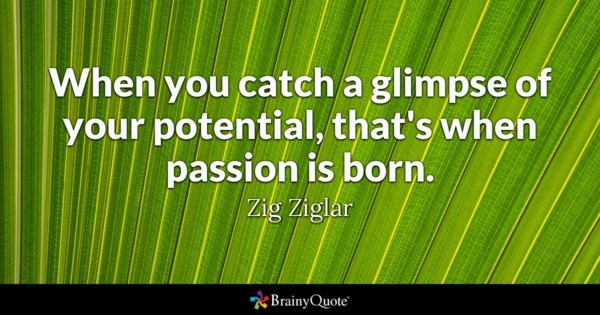 When you catch a glimpse of
your potential, that's when
passion is born.
Zig Ziglar
BrainyQuote®